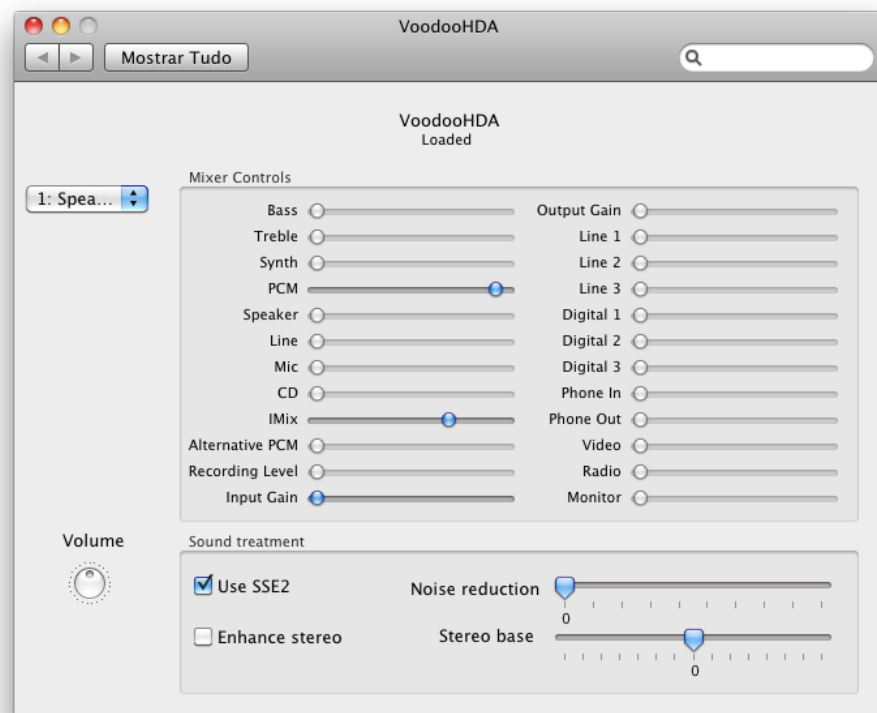 VoodooHDA
Mostrar Tudo
VoodooHDA
Loaded
1: Spea...
Mixer Controls
Bass
Treble
Synth
PCM
Speaker
Line
Mic
CD
IMix
Alternative PCM
Recording Level
Input Gain
Output Gain
Line 1
Line 2
Line 3
Digital 1
Digital 2
Digital 3
Phone In
Phone Out
Video
Radio
Monitor
Volume
Sound treatment
Use SSE2
Enhance stereo
Noise reduction
0
Stereo base
0